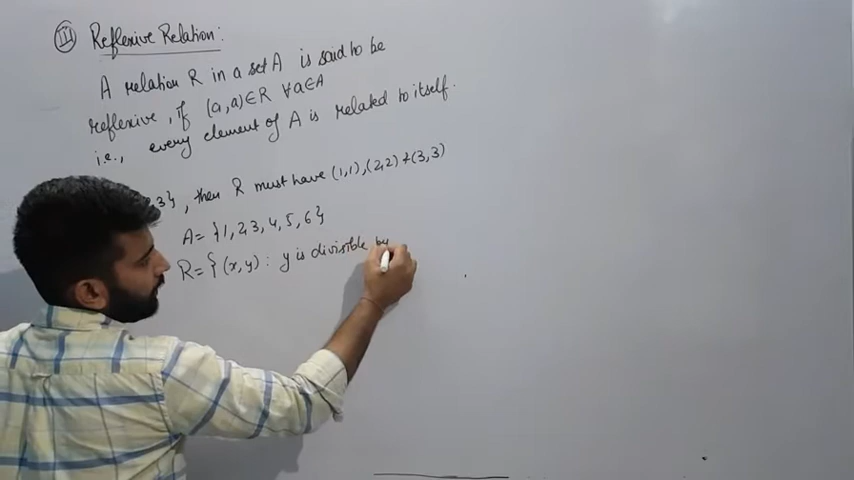 (III) Reflexive Relation:
A relation R in a set A is said to be
reflexive, if (a,a)∈R ∀a∈A
i.e., every element of A is related to itself.
3}, then R must have (1,1), (2,2) & (3,3)
A = {1,2,3,4,5,6}
R = {(x,y): y is divisible by